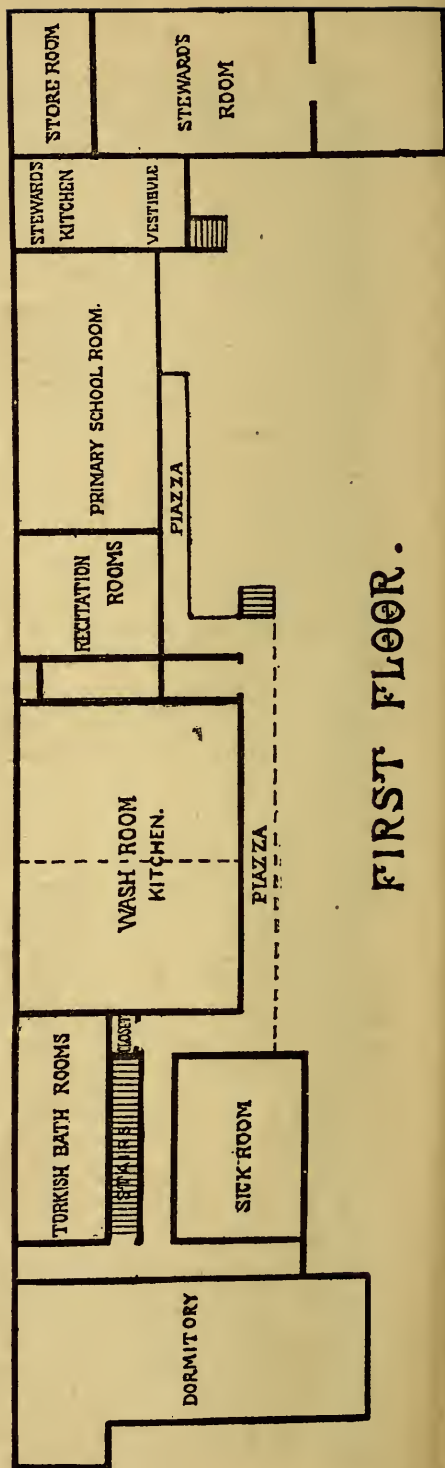 TURKISH BATH ROOMS
STAIRS
CLOSET
DORMITORY
SICK-ROOM
WASH ROOM
KITCHEN.
PIAZZA
RECITATION
ROOMS
PRIMARY SCHOOL ROOM.
PIAZZA
STEWARD'S
KITCHEN
VESTIBULE
STORE ROOM
STEWARD'S
ROOM
FIRST FLOOR.